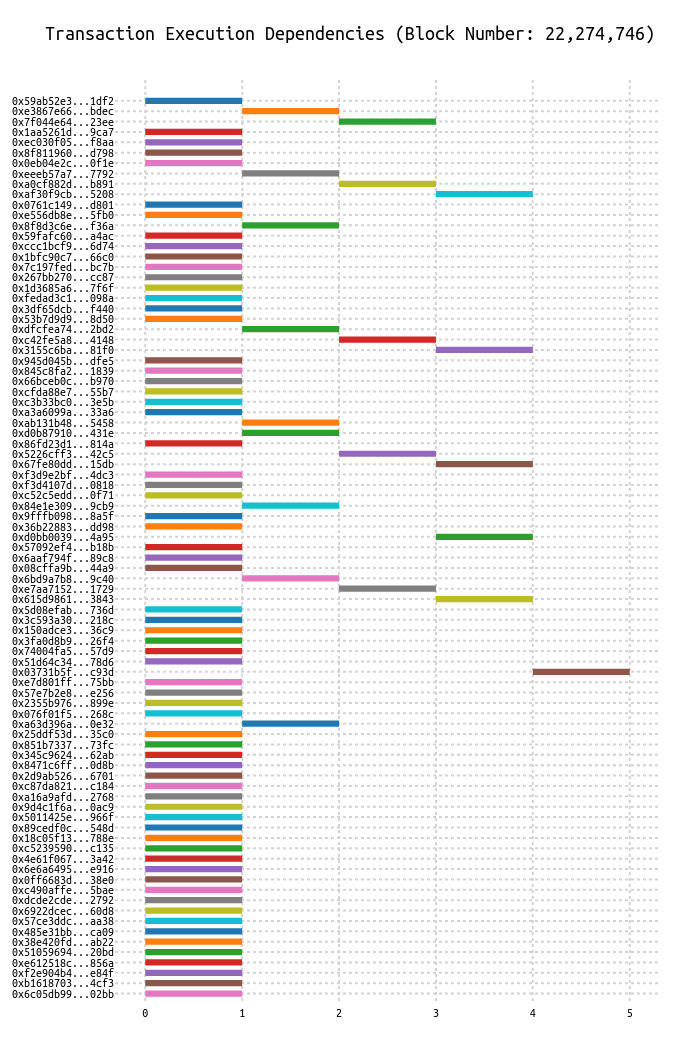 Transaction Execution Dependencies (Block Number: 22,274,746)
0x59ab52e3...1df2
0xe3867e66...bdec
0x7f044e64...23ee
0x1aa5261d...9ca7
0xec030f05...f8aa
0x8f811960...d798
0x0eb04e2c...0f1e
0xeeeb57a7...7792
0xa0cf882d...b891
0xaf30f9cb...5208
0x0761c149...d801
0xe556db8e...5fb0
0x8f8d3c6e...f36a
0x59fafc60...a4ac
0xccc1bcf9...6d74
0x1bfc90c7...66c0
0x7c197fed...bc7b
0x267bb270...cc87
0x1d3685a6...7f6f
0xfedad3c1...098a
0x3df65dcb...f440
0x53b7d9d9...8d50
0xdfcfea74...2bd2
0xc42fe5a8...4148
0x3155c6ba...81f0
0x945d045b...dfe5
0x845c8fa2...1839
0x66bceb0c...b970
0xcfda88e7...55b7
0xc3b33bc0...3e5b
0xa3a6099a...33a6
0xab131b48...5458
0xd0b87910...431e
0x86fd23d1...814a
0x5226cff3...42c5
0x67fe80dd...15db
0xf3d9e2bf...4dc3
0xf3d4107d...0818
0xc52c5edd...0f71
0x84e1e309...9cb9
0x9fffb098...8a5f
0x36b22883...dd98
0xd0bb0039...4a95
0x57092ef4...b18b
0x6aaf794f...89c8
0x08cffa9b...44a9
0x6bd9a7b8...9c40
0xe7aa7152...1729
0x615d9861...3843
0x5d08efab...736d
0x3c593a30...218c
0x150adce3...36c9
0x3fa0d8b9...26f4
0x74004fa5...57d9
0x51d64c34...78d6
0x03731b5f...c93d
0xe7d801ff...75bb
0x57e7b2e8...e256
0x2355b976...899e
0x076f01f5...268c
0xa63d396a...0e32
0x25ddf53d...35c0
0x851b7337...73fc
0x345c9624...62ab
0x8471c6ff...0d8b
0x2d9ab526...6701
0xc87da821...c184
0xa16a9afd...2768
0x9d4c1f6a...0ac9
0x5011425e...966f
0x89cedf0c...548d
0x18c05f13...788e
0xc5239590...c135
0x4e61f067...3a42
0x6e6a6495...e916
0x0ff6683d...38e0
0xc490affe...5bae
0xdcde2cde...2792
0x6922dcec...60d8
0x57ce3ddc...aa38
0x485e31bb...ca09
0x38e420fd...ab22
0x51059694...20bd
0xe612518c...856a
0xf2e904b4...e84f
0xb1618703...4cf3
0x6c05db99...02bb
0 1 2 3 4 5